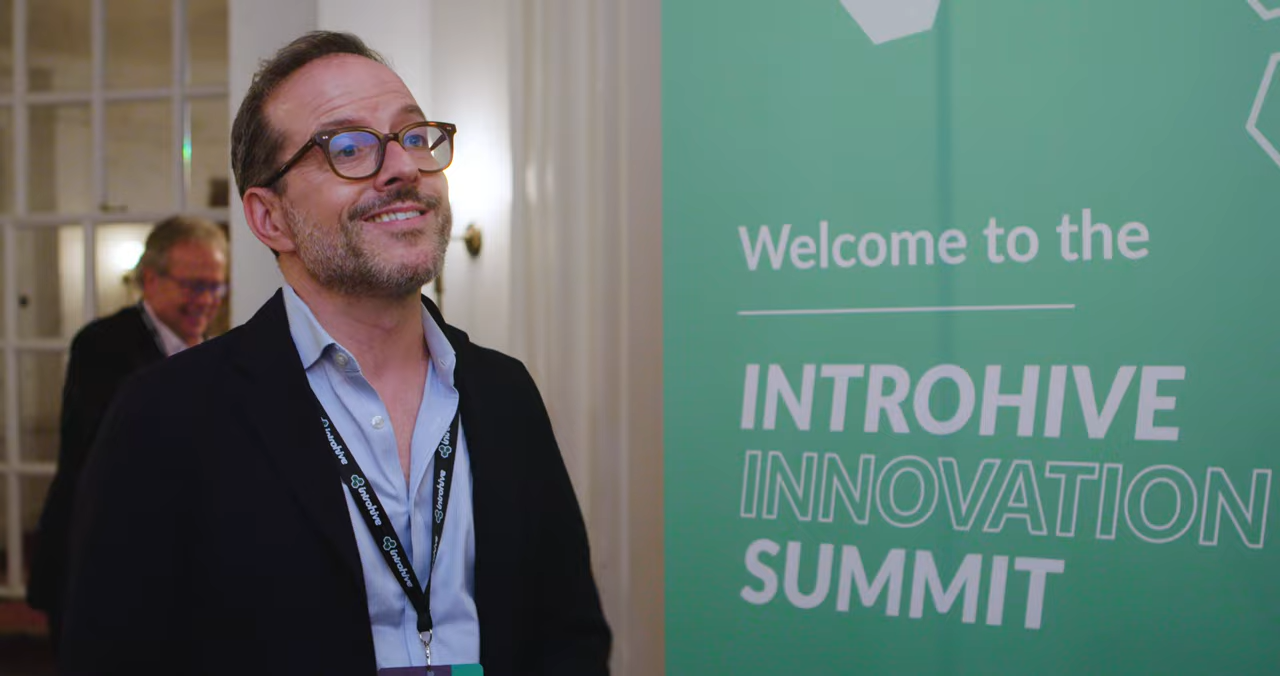 Welcome to the
INTROHIVE
INNOVATION
SUMMIT
introhive
introhive
introhive
introhive